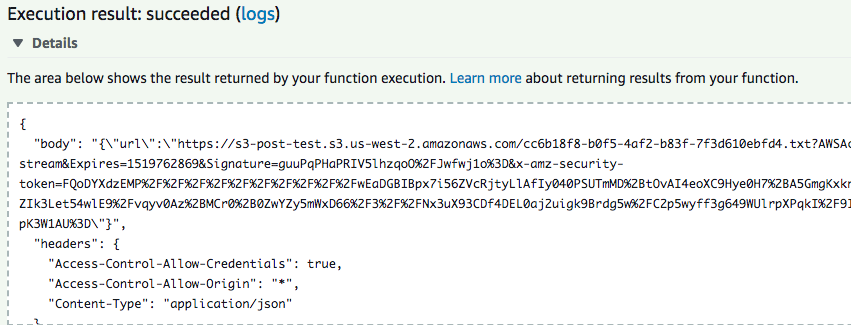 Execution result: succeeded (logs)
▼ Details
The area below shows the result returned by your function execution. Learn more about returning results from your function.
{
"body": "{\"url\":\"https://s3-post-test.s3.us-west-2.amazonaws.com/cc6b18f8-b0f5-4af2-b83f-7f3d610ebfd4.txt?AWSAc
stream&Expires=1519762869&Signature=guuPqPHaPRIV5lhzqoO%2FJwfwj1o%3D&x-amz-security-
token=FQoDYXdzEMP%2F%2F%2F%2F%2F%2F%2F%2F%2F%2FwEaDGBIBpx7i56ZVcRjtyLlAfIy040PSUTmMD%2BtOvAI4eoXC9Hye0H7%2BA5GmgKxkr
ZIk3Let54wlE9%2Fvqyv0Az%2BMCr0%2B0ZwYZy5mWxD66%2F3%2F%2FNx3uX93CDf4DEL0aj2uigk9Brdg5w%2FC2p5wyff3g649WUlrpXPqkI%2F9I
pK3W1AU%3D\"}",
"headers": {
"Access-Control-Allow-Credentials": true,
"Access-Control-Allow-Origin": "*",
"Content-Type": "application/json"
}